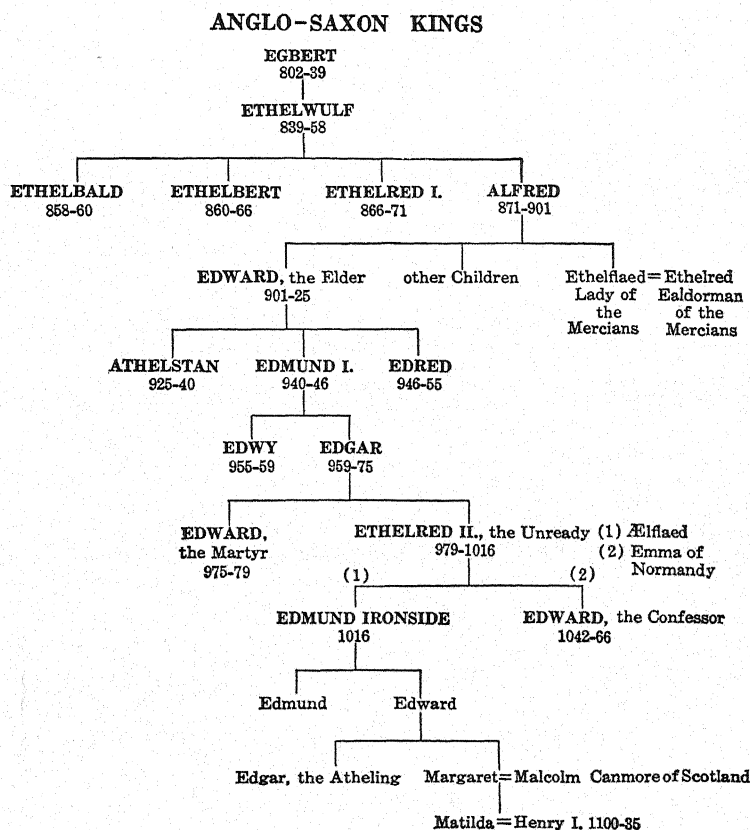 ANGLO-SAXON KINGS
EGBERT
802-39
ETHELWULF
839-58
ETHELBALD ETHELBERT ETHELRED I. ALFRED
858-60 860-66 866-71 871-901
EDWARD, the Elder other Children Ethelflaed = Ethelred
901-25 Lady of Ealdorman
the of the
Mercians Mercians
ATHELSTAN EDMUND I. EDRED
925-40 940-46 946-55
EDWY EDGAR
955-59 959-75
EDWARD, ETHELRED II., the Unready (1) Ælflaed
the Martyr 979-1016 (2) Emma of
975-79 Normandy
(1) (2)
EDMUND IRONSIDE EDWARD, the Confessor
1016 1042-66
Edmund Edward
Edgar, the Atheling Margaret = Malcolm Canmore of Scotland
Matilda = Henry I, 1100-35